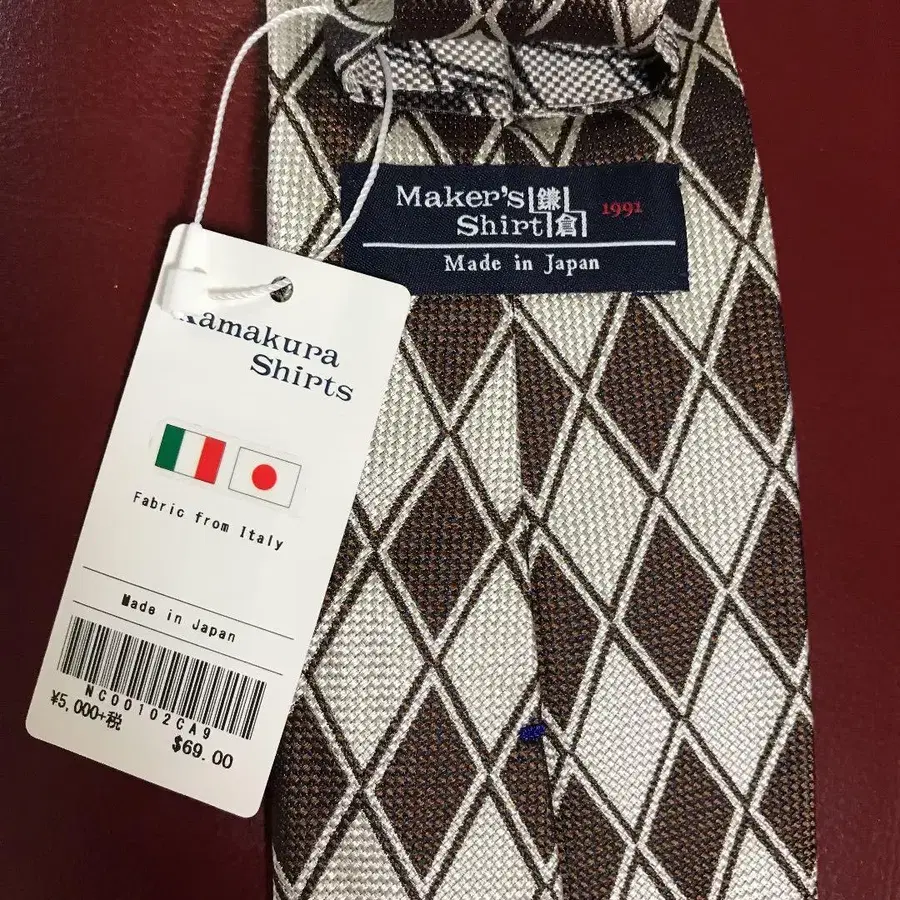 Maker's 鎌
Shirt 倉 1991
Made in Japan
Kamakura
Shirts
Fabric from Italy
Made in Japan
NC00102CA9
¥5,000+税
$69.00